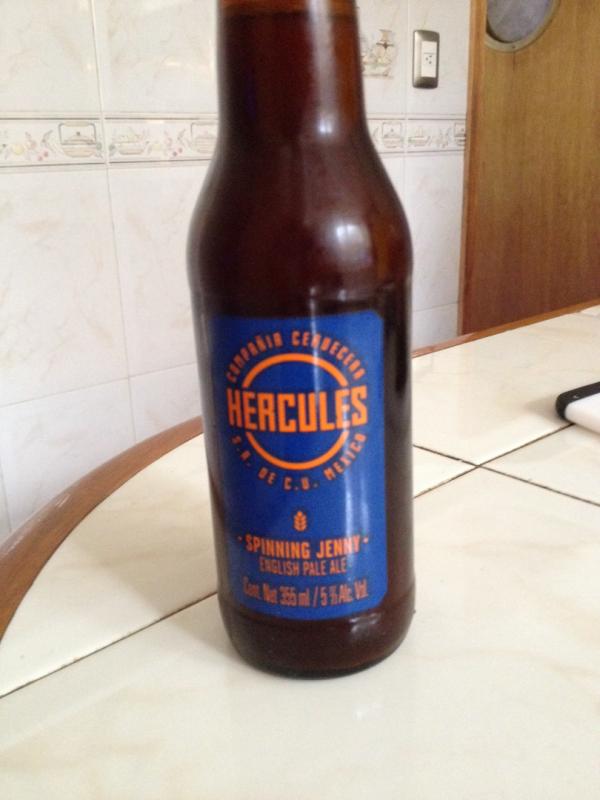 COMPAÑIA CERVECERA
HERCULES
S.A. DE C.V. MEXICO
- SPINNING JENNY -
ENGLISH PALE ALE
Cont. Net 355 ml / 5 % Alc. Vol.